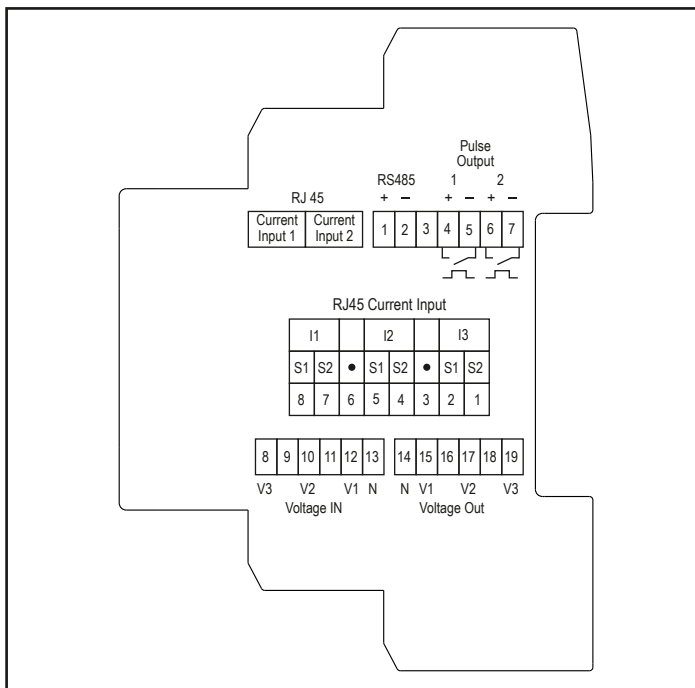 Pulse
Output
RS485 1 2
RJ 45 + − + − + −
Current Current
Input 1 Input 2
1 2 3 4 5 6 7
RJ45 Current Input
I1 I2 I3
S1 S2 • S1 S2 • S1 S2
8 7 6 5 4 3 2 1
8 9 10 11 12 13 14 15 16 17 18 19
V3 V2 V1 N N V1 V2 V3
Voltage IN Voltage Out